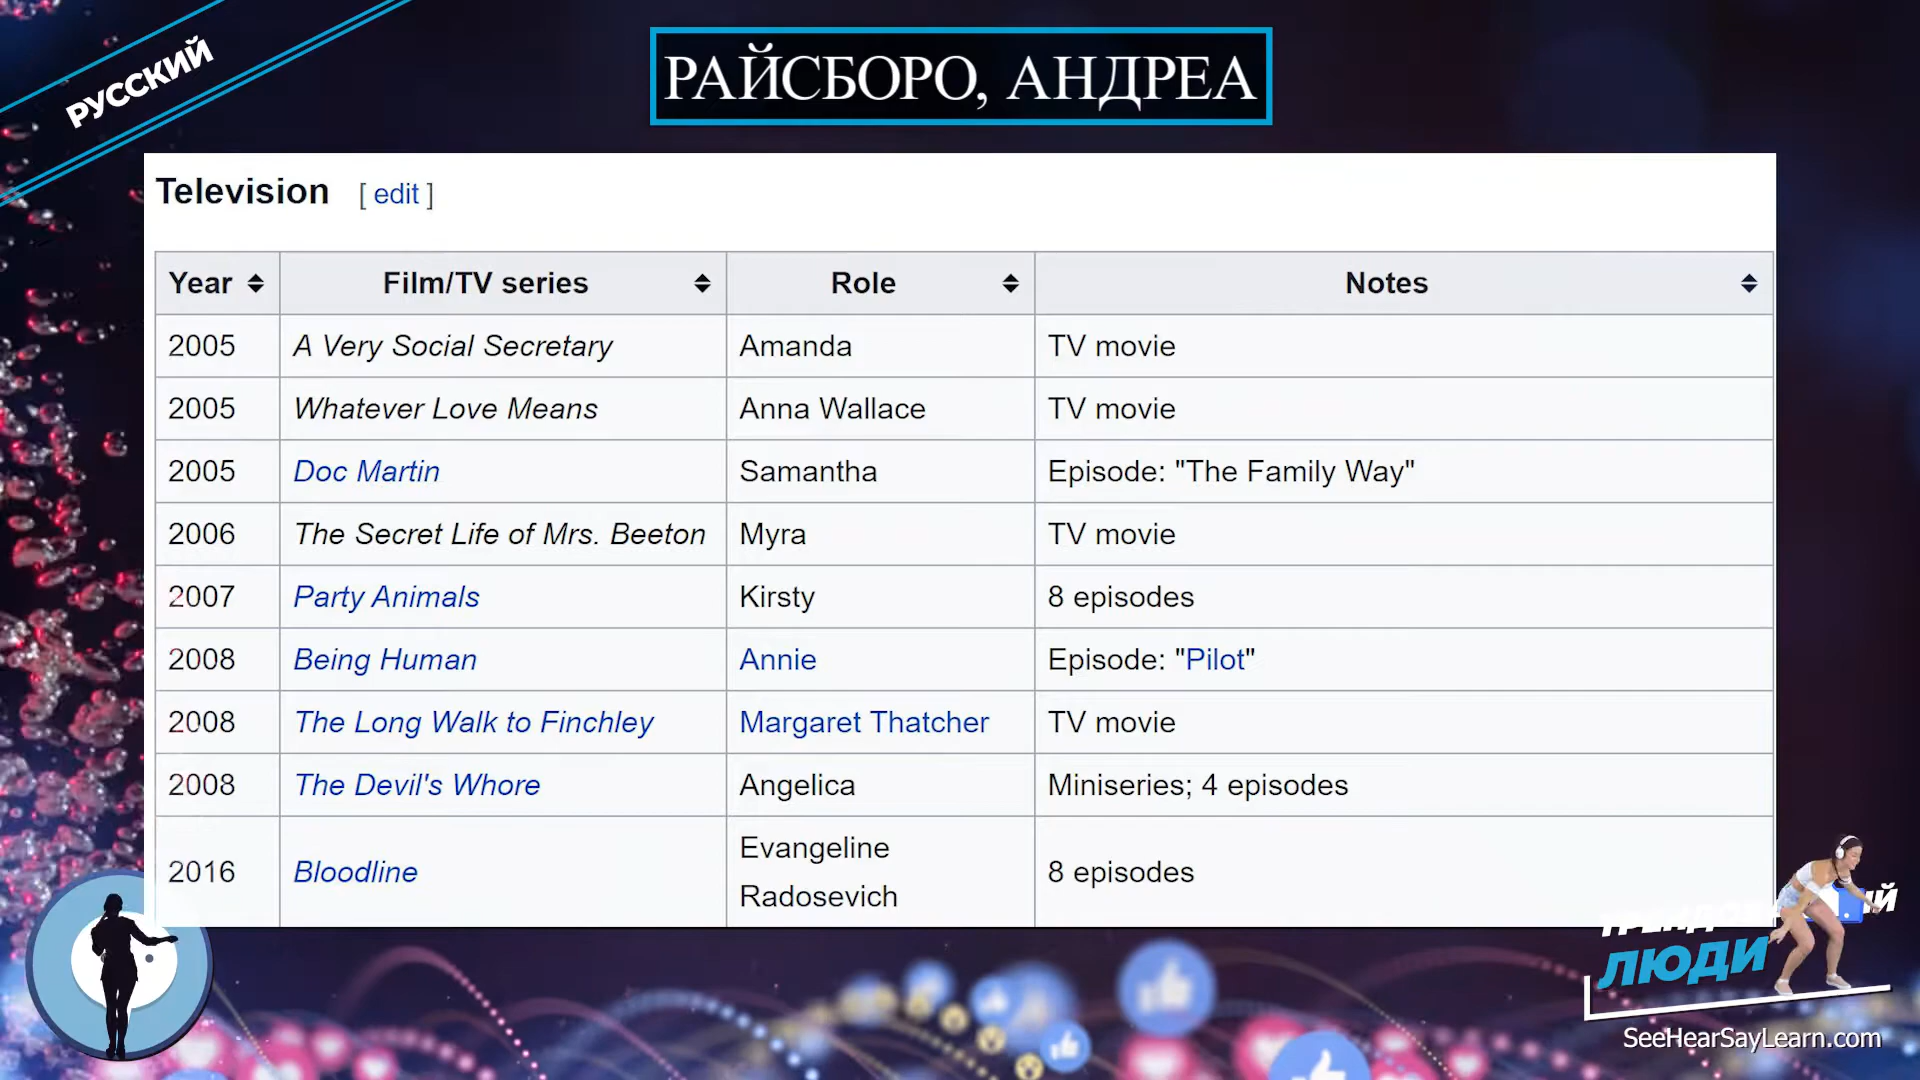 РУССКИЙ
РАЙСБОРО, АНДРЕА
Television [ edit ]
Year Film/TV series Role Notes
2005 A Very Social Secretary Amanda TV movie
2005 Whatever Love Means Anna Wallace TV movie
2005 Doc Martin Samantha Episode: "The Family Way"
2006 The Secret Life of Mrs. Beeton Myra TV movie
2007 Party Animals Kirsty 8 episodes
2008 Being Human Annie Episode: "Pilot"
2008 The Long Walk to Finchley Margaret Thatcher TV movie
2008 The Devil's Whore Angelica Miniseries; 4 episodes
2016 Bloodline Evangeline Radosevich 8 episodes
ЛЮДИ
SeeHearSayLearn.com